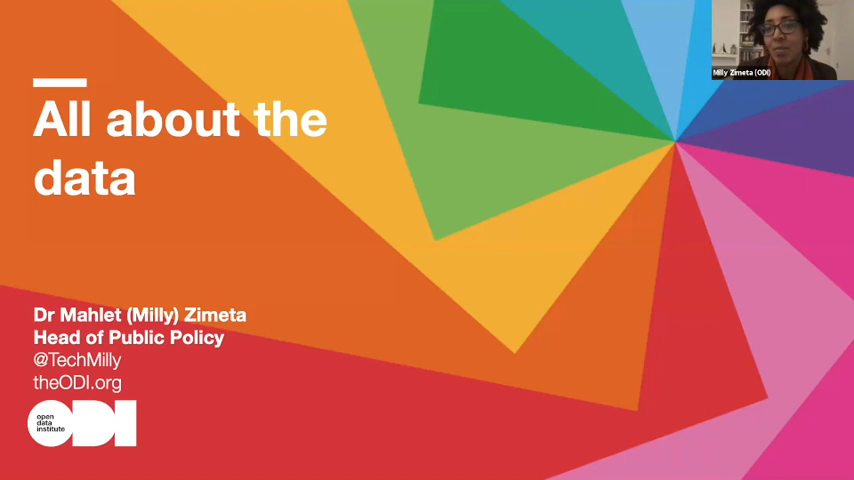 Milly Zimeta (ODI)
All about the
data
Dr Mahlet (Milly) Zimeta
Head of Public Policy
@TechMilly
theODI.org
open
data
institute
ODI